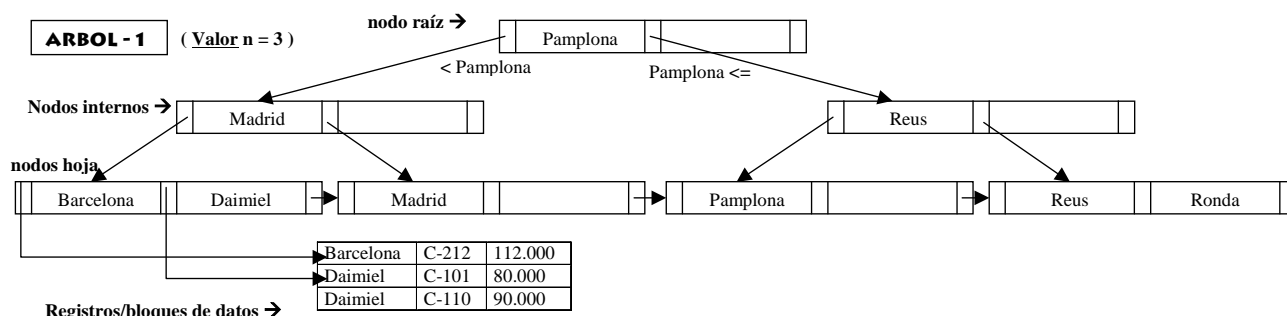 nodo raíz →
ARBOL - 1 ( Valor n = 3 )
Pamplona
< Pamplona
Pamplona <=
Nodos internos →
Madrid
Reus
nodos hoja
Barcelona Daimiel Madrid Pamplona Reus Ronda
Barcelona C-212 112.000
Daimiel C-101 80.000
Daimiel C-110 90.000
Registros/bloques de datos →